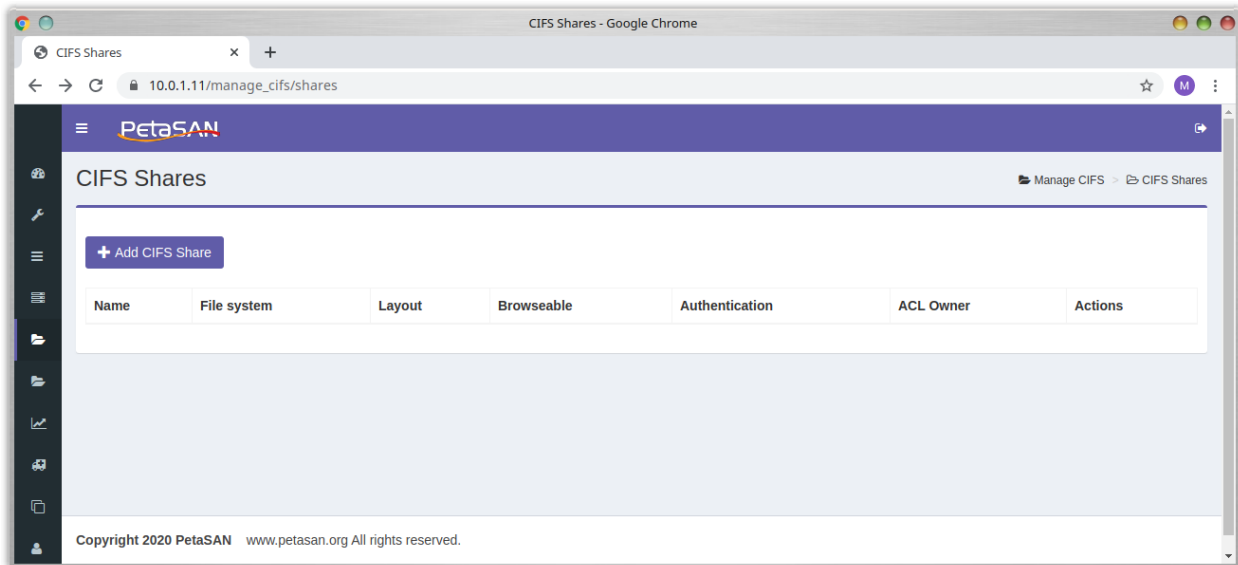 CIFS Shares - Google Chrome
CIFS Shares
10.0.1.11/manage_cifs/shares
M
PetaSAN
CIFS Shares
Manage CIFS > CIFS Shares
Add CIFS Share
Name File system Layout Browseable Authentication ACL Owner Actions
Copyright 2020 PetaSAN www.petasan.org All rights reserved.